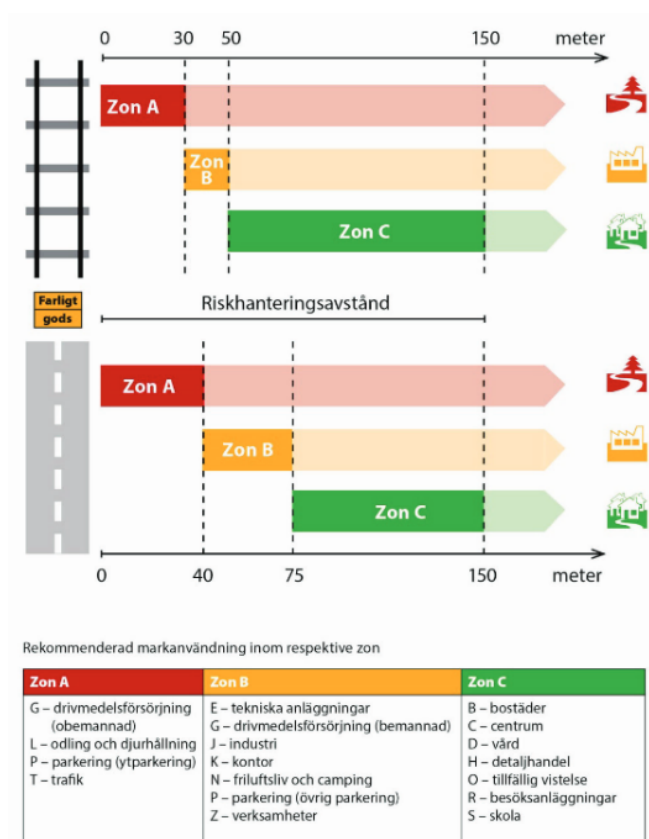 0 30 50 150 meter
Zon A
Zon
B
Zon C
Farligt
gods
Riskhanteringsavstånd
Zon A
Zon B
Zon C
0 40 75 150 meter
Rekommenderad markanvändning inom respektive zon
Zon A
G – drivmedelsförsörjning
(obemannad)
L – odling och djurhållning
P – parkering (ytparkering)
T – trafik
Zon B
E – tekniska anläggningar
G – drivmedelsförsörjning (bemannad)
J – industri
K – kontor
N – friluftsliv och camping
P – parkering (övrig parkering)
Z – verksamheter
Zon C
B – bostäder
C – centrum
D – vård
H – detaljhandel
O – tillfällig vistelse
R – besöksanläggningar
S – skola